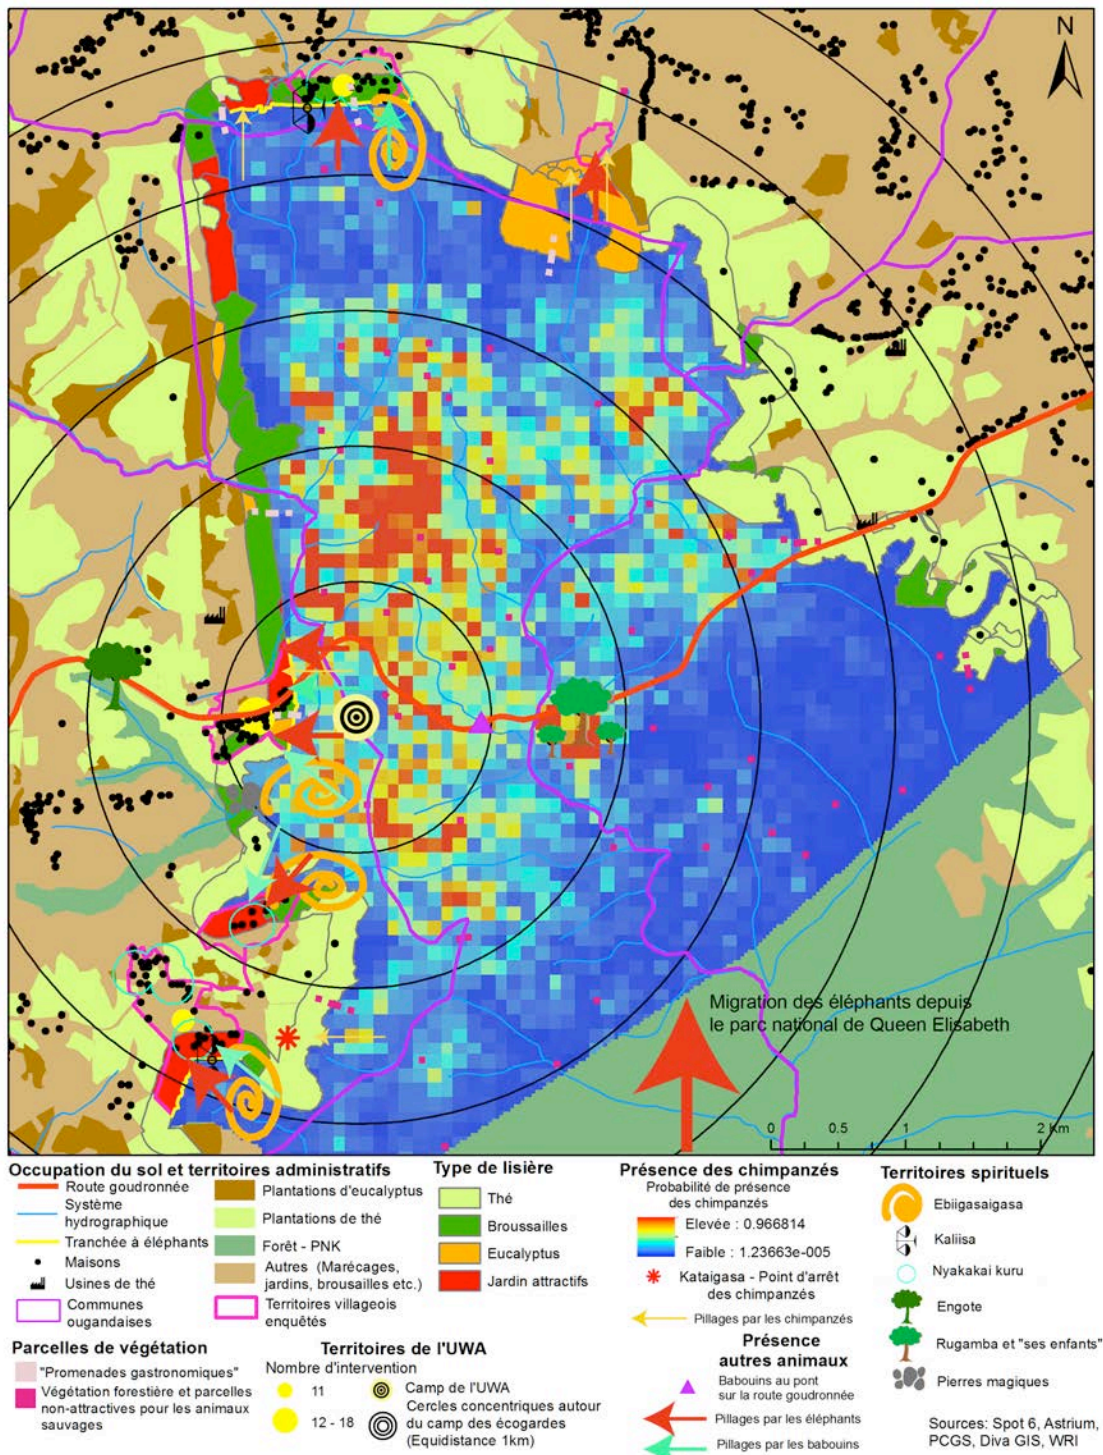 N
Migration des éléphants depuis
le parc national de Queen Elisabeth
0 0.5 1 2 Km
Occupation du sol et territoires administratifs
Route goudronnée
Système
hydrographique
Tranchée à éléphants
Maisons
Usines de thé
Communes
ougandaises
Plantations d'eucalyptus
Plantations de thé
Forêt - PNK
Autres (Marécages,
jardins, brousailles etc.)
Territoires villageois
enquêtés
Type de lisière
Thé
Broussailles
Eucalyptus
Jardin attractifs
Présence des chimpanzés
Probabilité de présence
des chimpanzés
Elevée : 0.966814
Faible : 1.23663e-005
Kataigasa - Point d'arrêt
des chimpanzés
Pillages par les chimpanzés
Territoires spirituels
Ebiigasaigasa
Kaliisa
Nyakakai kuru
Engote
Rugamba et "ses enfants"
Pierres magiques
Parcelles de végétation
"Promenades gastronomiques"
Végétation forestière et parcelles
non-attractives pour les animaux
sauvages
Territoires de l'UWA
Nombre d'intervention
11
12 - 18
Camp de l'UWA
Cercles concentriques autour
du camp des écogardes
(Equidistance 1km)
Présence
autres animaux
Babouins au pont
sur la route goudronnée
Pillages par les éléphants
Pillages par les babouins
Sources: Spot 6, Astrium,
PCGS, Diva GIS, WRI